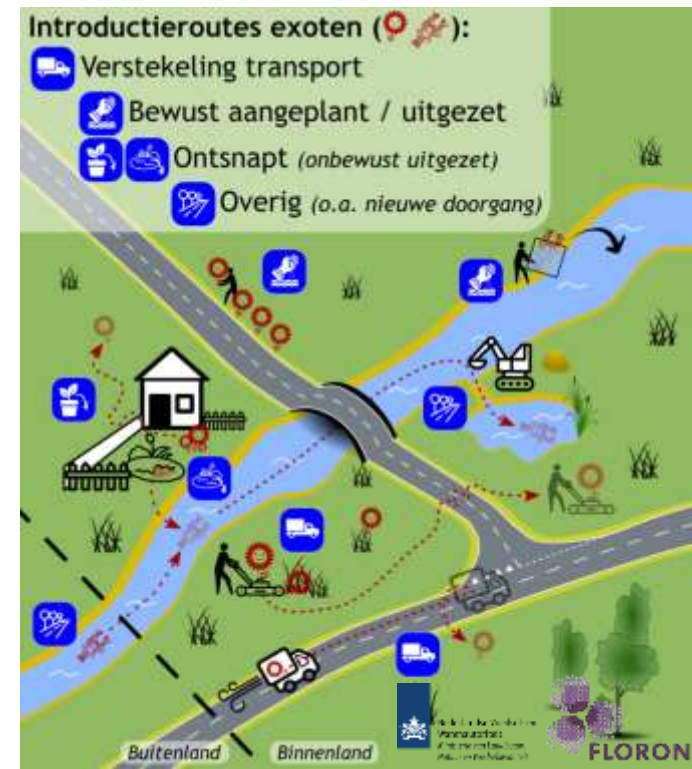 Introductieroutes exoten ( ):
Verstekeling transport
Bewust aangeplant / uitgezet
Ontsnapt (onbewust uitgezet)
Overig (o.a. nieuwe doorgang)
Buitenland
Binnenland
FLORON